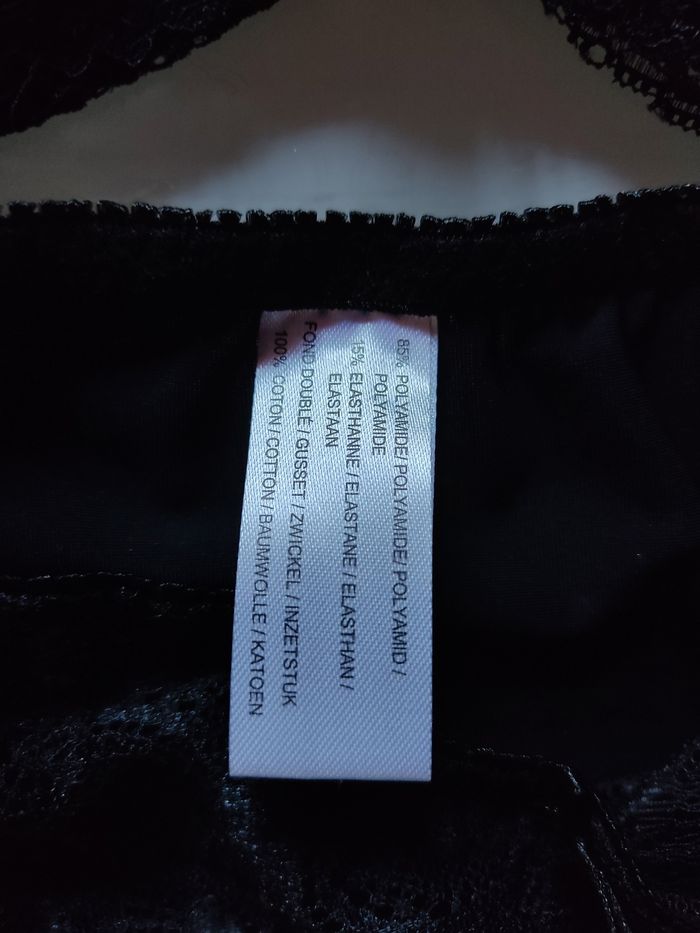 85% POLYAMIDE/ POLYAMIDE/ POLYAMID /
POLYAMIDE
15% ELASTHANNE / ELASTANE / ELASTHAN /
ELASTAAN
FOND DOUBLÉ / GUSSET / ZWICKEL / INZETSTUK
100% COTON / COTTON / BAUMWOLLE / KATOEN